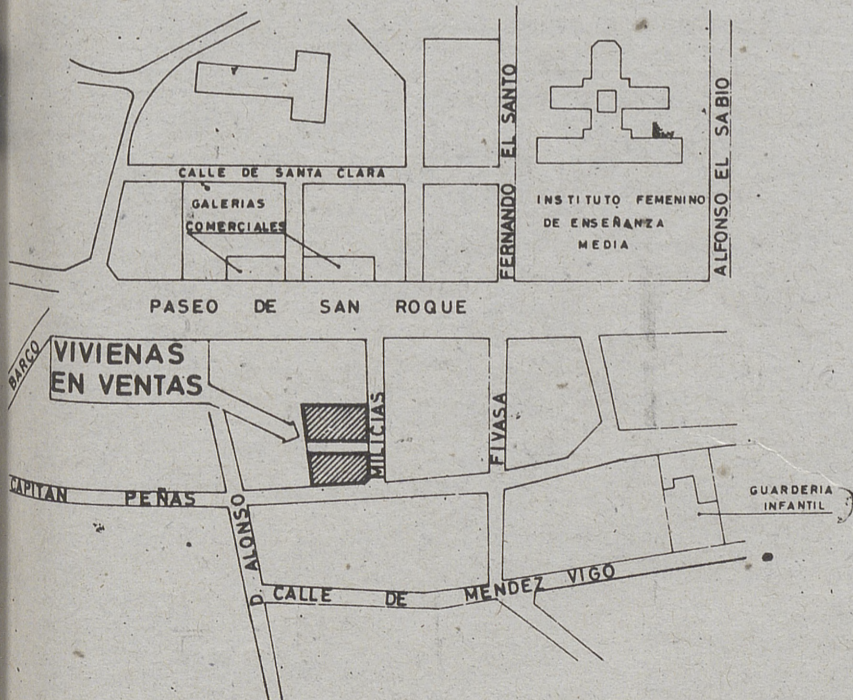 CALLE DE SANTA CLARA
GALERIAS
COMERCIALES
FERNANDO EL SANTO
INSTITUTO FEMENINO
DE ENSEÑANZA
MEDIA
ALFONSO EL SABIO
PASEO DE SAN ROQUE
BARCO
VIVIENAS
EN VENTAS
MILICIAS
FIVASA
CAPITAN PEÑAS
D. ALONSO
GUARDERIA
INFANTIL
CALLE DE MENDEZ VIGO